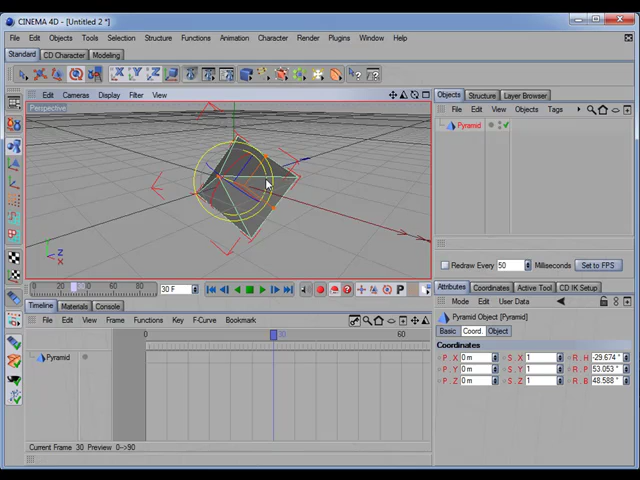 CINEMA 4D - [Untitled 2 *]
File Edit Objects Tools Selection Structure Functions Animation Character Render Plugins Window Help
Standard CD Character Modeling
X Y Z
Edit Cameras Display Filter View
Perspective
Z
X
Objects Structure Layer Browser
File Edit View Objects Tags
Pyramid
Redraw Every 50 Milliseconds Set to FPS
0 10 20 40 50 60 70 80 90
30 F
P
Timeline Materials Console
File Edit View Frame Functions Key F-Curve Bookmark
0 30 60
Pyramid
Current Frame 30 Preview 0-->90
Attributes Coordinates Active Tool CD IK Setup
Mode Edit User Data
Pyramid Object [Pyramid]
Basic Coord. Object
Coordinates
P . X 0 m S . X 1 R . H -29.674 °
P . Y 0 m S . Y 1 R . P 53.053 °
P . Z 0 m S . Z 1 R . B 48.588 °